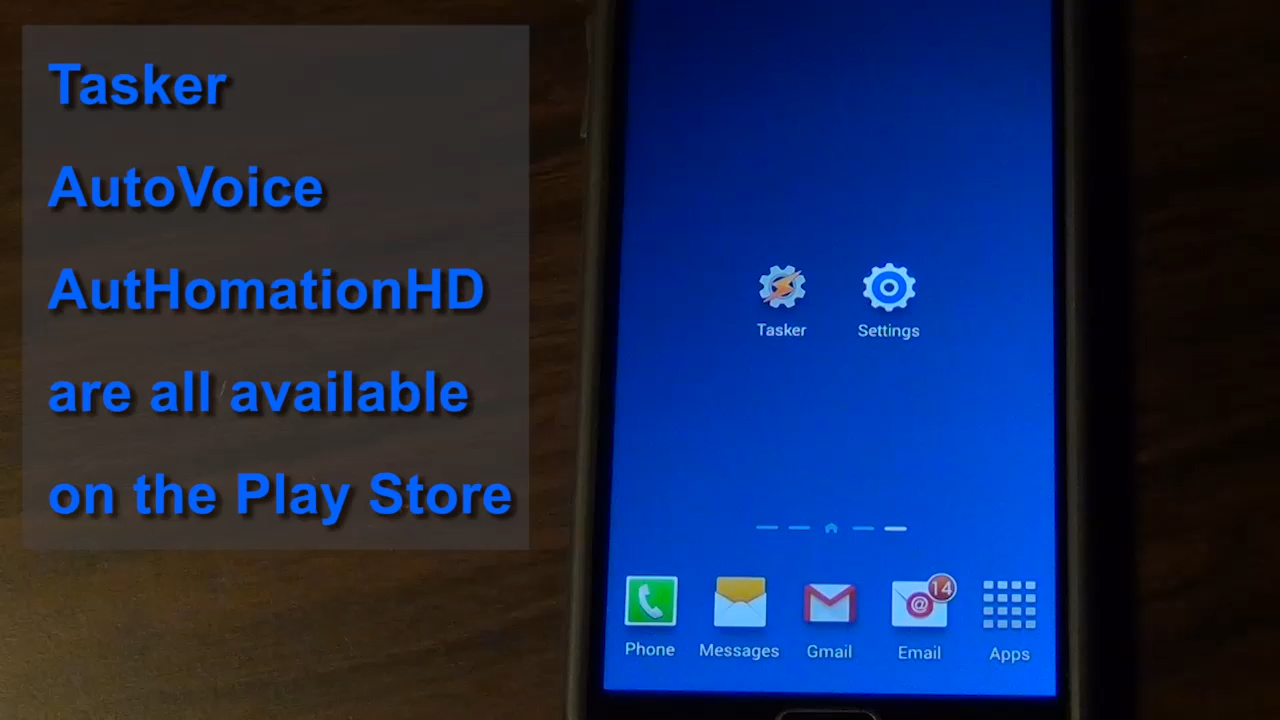 Tasker
AutoVoice
AutHomationHD
are all available
on the Play Store
Tasker
Settings
14
@
Phone
Messages
Gmail
Email
Apps